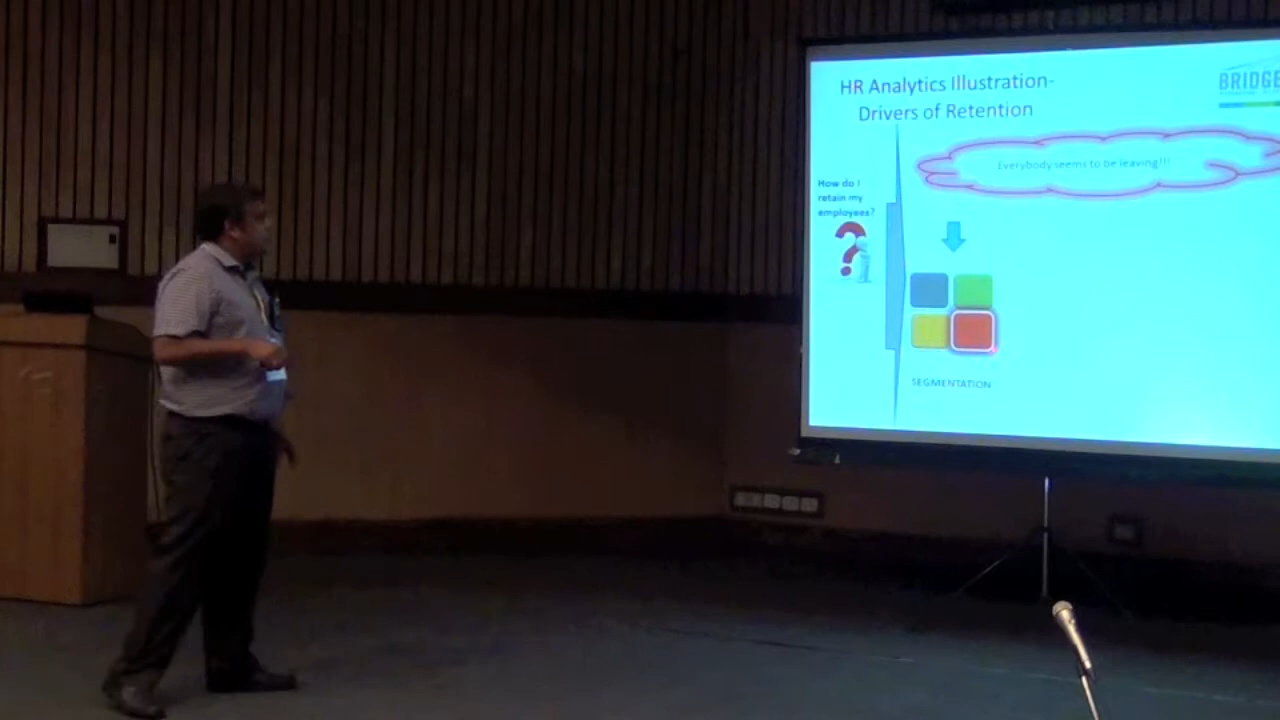 HR Analytics Illustration-
Drivers of Retention
BRIDGE
Everybody seems to be leaving!!!
How do I
retain my
employees?
?
SEGMENTATION